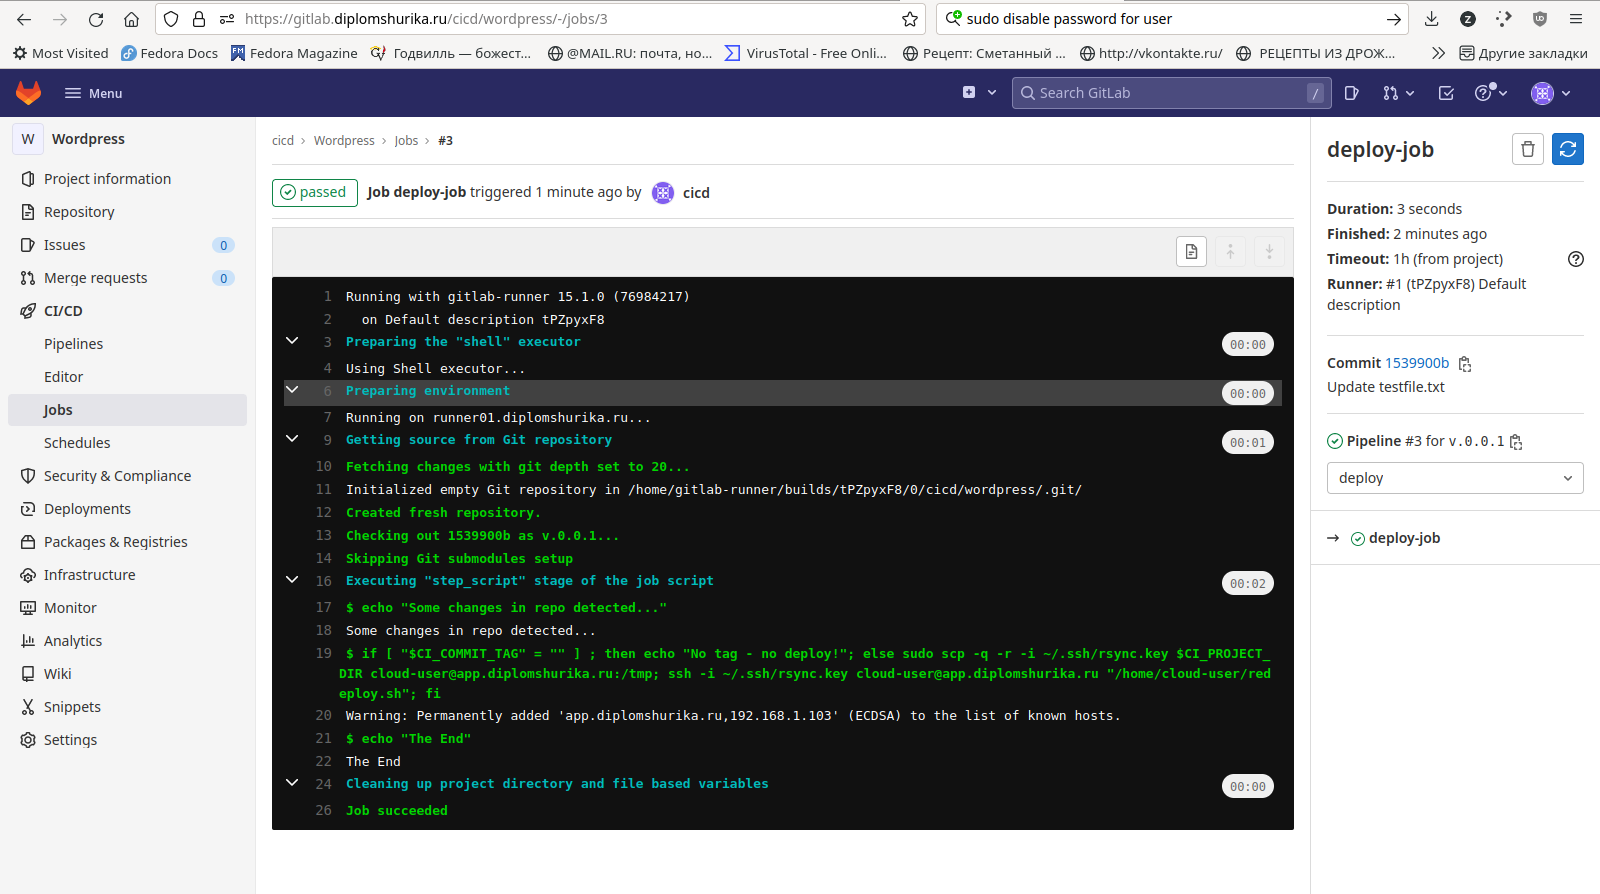 https://gitlab.diplomshurika.ru/cicd/wordpress/-/jobs/3
sudo disable password for user
Most Visited
Fedora Docs
Fedora Magazine
Годвилль — божест...
@MAIL.RU: почта, но...
VirusTotal - Free Onli...
Рецепт: Сметанный ...
http://vkontakte.ru/
РЕЦЕПТЫ ИЗ ДРОЖ...
Другие закладки
Menu
Search GitLab
/
W
Wordpress
Project information
Repository
Issues
0
Merge requests
0
CI/CD
Pipelines
Editor
Jobs
Schedules
Security & Compliance
Deployments
Packages & Registries
Infrastructure
Monitor
Analytics
Wiki
Snippets
Settings
cicd › Wordpress › Jobs › #3
passed
Job deploy-job triggered 1 minute ago by cicd
1 Running with gitlab-runner 15.1.0 (76984217)
2 on Default description tPZpyxF8
3 Preparing the "shell" executor 00:00
4 Using Shell executor...
6 Preparing environment 00:00
7 Running on runner01.diplomshurika.ru...
9 Getting source from Git repository 00:01
10 Fetching changes with git depth set to 20...
11 Initialized empty Git repository in /home/gitlab-runner/builds/tPZpyxF8/0/cicd/wordpress/.git/
12 Created fresh repository.
13 Checking out 1539900b as v.0.0.1...
14 Skipping Git submodules setup
16 Executing "step_script" stage of the job script 00:02
17 $ echo "Some changes in repo detected..."
18 Some changes in repo detected...
19 $ if [ "$CI_COMMIT_TAG" = "" ] ; then echo "No tag - no deploy!"; else sudo scp -q -r -i ~/.ssh/rsync.key $CI_PROJECT_
DIR cloud-user@app.diplomshurika.ru:/tmp; ssh -i ~/.ssh/rsync.key cloud-user@app.diplomshurika.ru "/home/cloud-user/red
eploy.sh"; fi
20 Warning: Permanently added 'app.diplomshurika.ru,192.168.1.103' (ECDSA) to the list of known hosts.
21 $ echo "The End"
22 The End
24 Cleaning up project directory and file based variables 00:00
26 Job succeeded
deploy-job
Duration: 3 seconds
Finished: 2 minutes ago
Timeout: 1h (from project)
Runner: #1 (tPZpyxF8) Default
description
Commit 1539900b
Update testfile.txt
Pipeline #3 for v.0.0.1
deploy
→ deploy-job